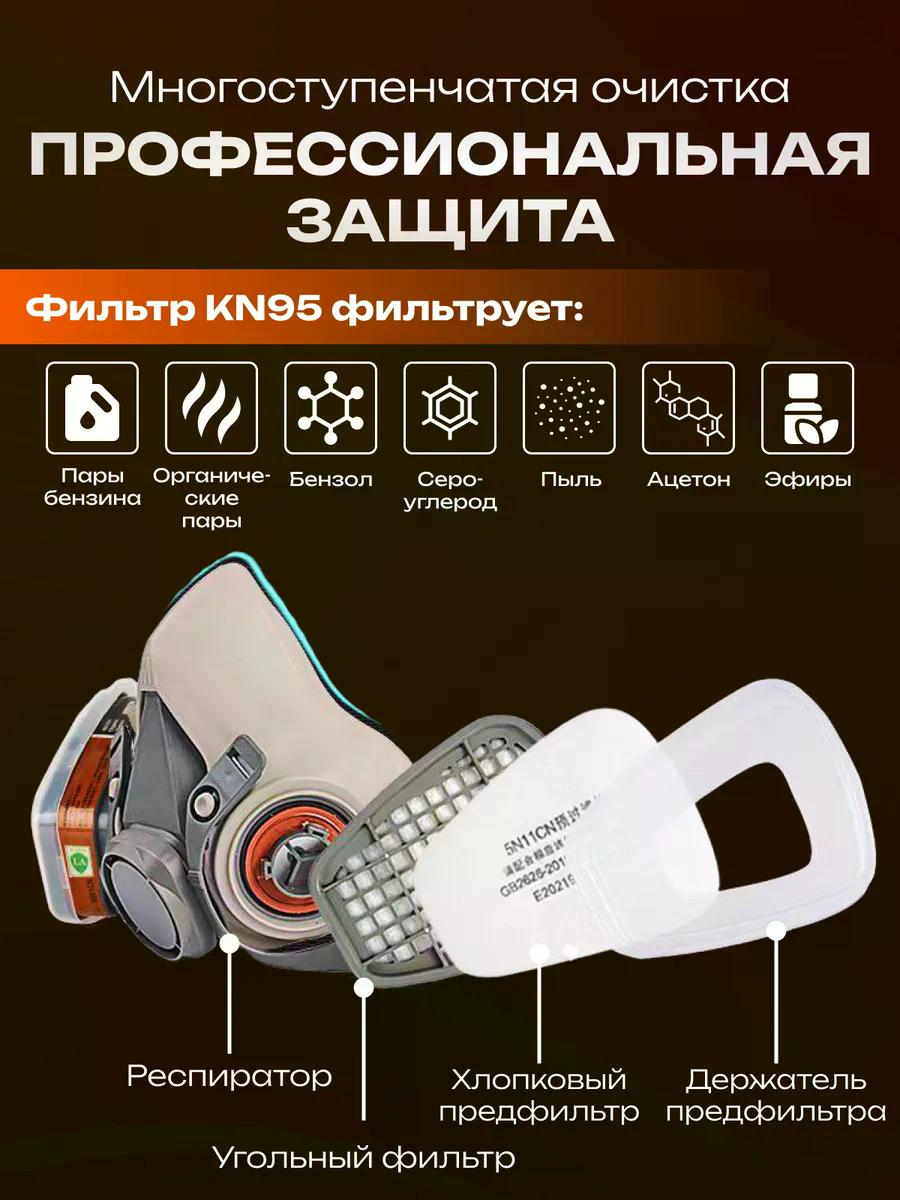 Многоступенчатая очистка
ПРОФЕССИОНАЛЬНАЯ
ЗАЩИТА
Фильтр KN95 фильтрует:
Пары
бензина
Органиче-
ские
пары
Бензол
Серо-
углерод
Пыль
Ацетон
Эфиры
5N11CN
GB2626-201
E20219
LA
Респиратор
Угольный фильтр
Хлопковый
предфильтр
Держатель
предфильтра